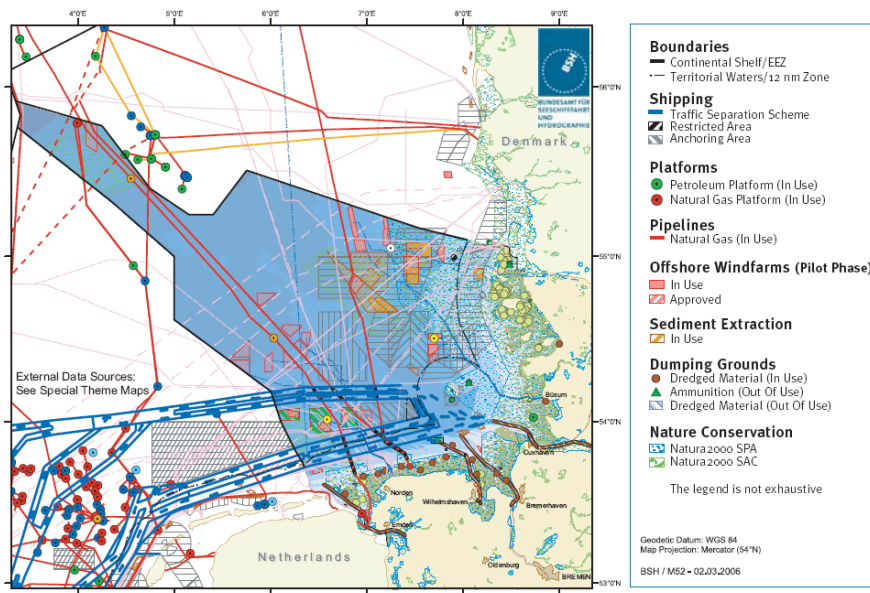 4°0'E 5°0'E 6°0'E 7°0'E 8°0'E 9°0'E
BSH
BUNDESAMT FÜR
SEESCHIFFFAHRT
UND
HYDROGRAPHIE
56°0'N
Denmark
55°0'N
External Data Sources:
See Special Theme Maps
Büsum
54°0'N
Cuxhaven
Norden
Wilhelmshaven
Bremerhaven
Emden
Netherlands
Oldenburg
BREMEN
53°0'N
Boundaries
Continental Shelf/EEZ
Territorial Waters/12 nm Zone
Shipping
Traffic Separation Scheme
Restricted Area
Anchoring Area
Platforms
Petroleum Platform (In Use)
Natural Gas Platform (In Use)
Pipelines
Natural Gas (In Use)
Offshore Windfarms (Pilot Phase)
In Use
Approved
Sediment Extraction
In Use
Dumping Grounds
Dredged Material (In Use)
Ammunition (Out Of Use)
Dredged Material (Out Of Use)
Nature Conservation
Natura2000 SPA
Natura2000 SAC
The legend is not exhaustive
Geodetic Datum: WGS 84
Map Projection: Mercator (54°N)
BSH / M52 - 02.03.2006